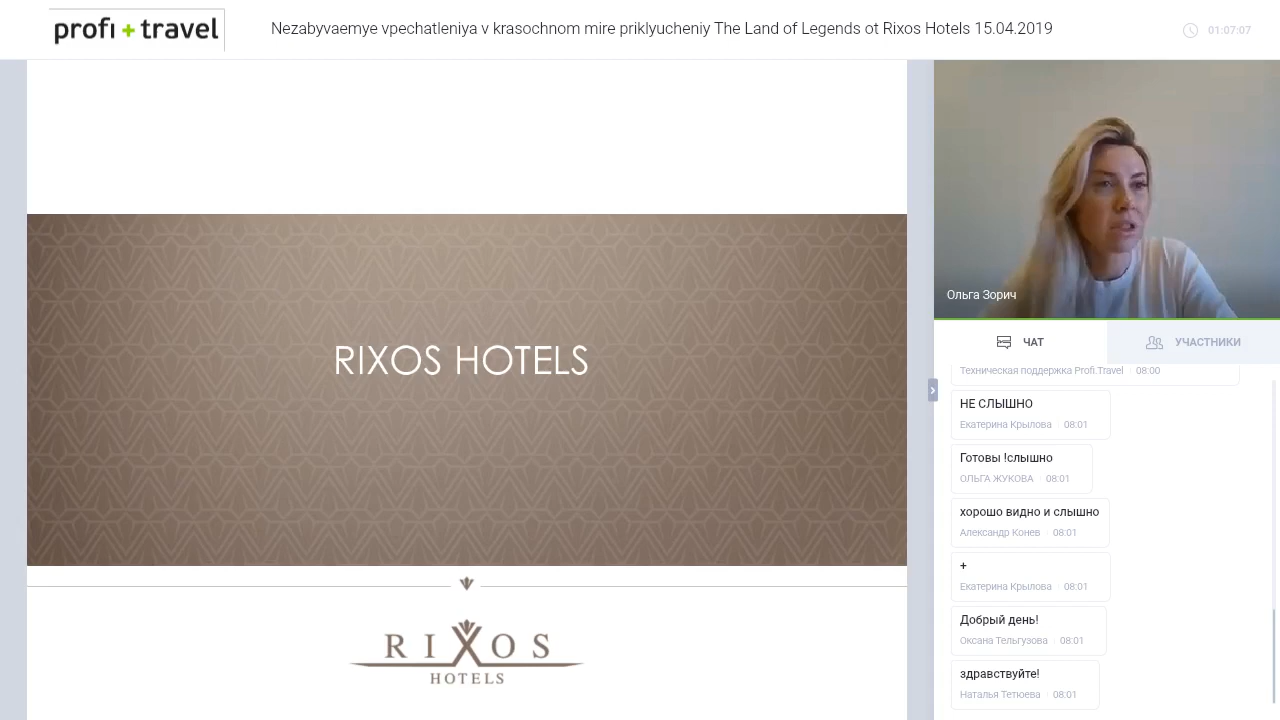 profi + travel
Nezabyvaemye vpechatleniya v krasochnom mire priklyucheniy The Land of Legends ot Rixos Hotels 15.04.2019
01:07:07
RIXOS HOTELS
RIXOS
HOTELS
Ольга Зорич
ЧАТ
УЧАСТНИКИ
Техническая поддержка Profi.Travel · 08:00
НЕ СЛЫШНО
Екатерина Крылова · 08:01
Готовы !слышно
ОЛЬГА ЖУКОВА · 08:01
хорошо видно и слышно
Александр Конев · 08:01
+
Екатерина Крылова · 08:01
Добрый день!
Оксана Тельгузова · 08:01
здравствуйте!
Наталья Тетюева · 08:01